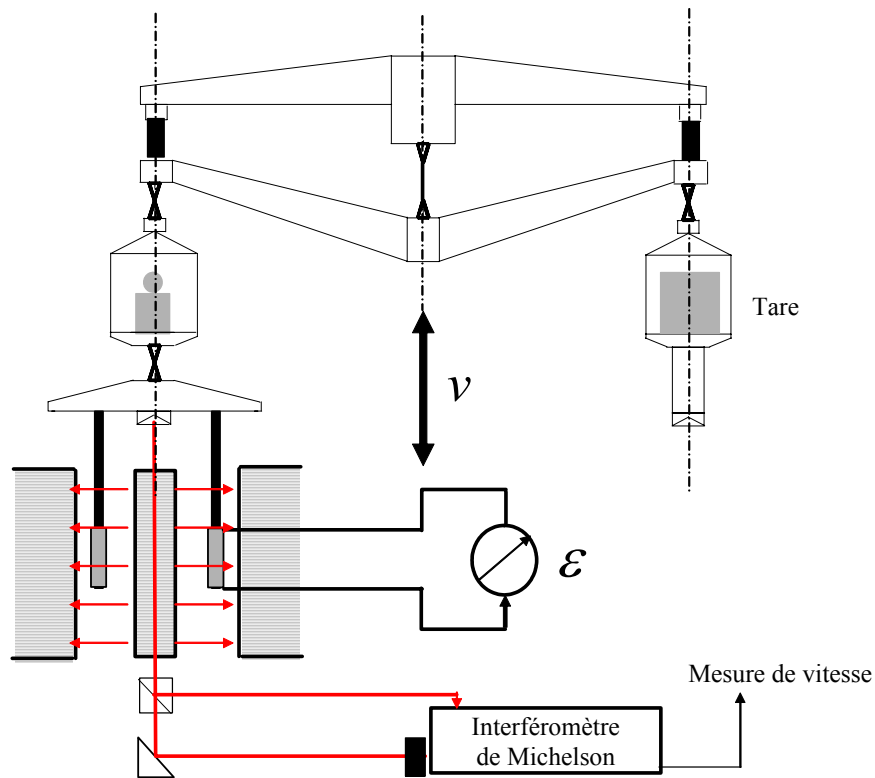 Tare
v
ε
Mesure de vitesse
Interféromètre
de Michelson